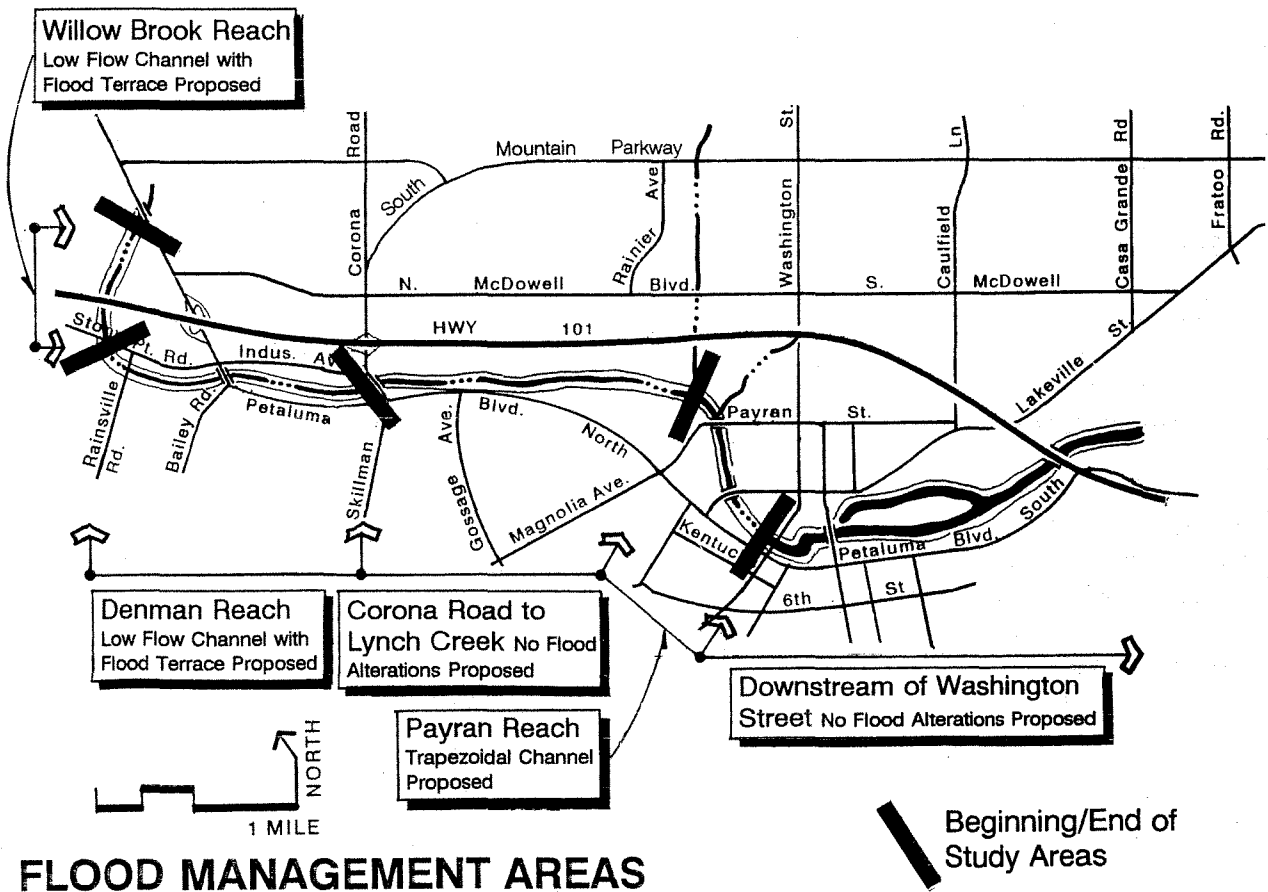 Willow Brook Reach
Low Flow Channel with
Flood Terrace Proposed
Corona Road
South
Mountain Parkway
Rainier Ave
Washington St.
Caulfield Ln
Casa Grande Rd
Fratoo Rd.
N. McDowell Blvd.
S. McDowell
HWY 101
Pt. Rd.
Indus.
Lakeville St.
Rainsville Rd.
Bailey Rd.
Petaluma Blvd. North
Skillman
Gossage Ave.
Magnolia Ave.
Payran St.
Petaluma Blvd. South
6th St
Denman Reach
Low Flow Channel with
Flood Terrace Proposed
Corona Road to
Lynch Creek No Flood
Alterations Proposed
Payran Reach
Trapezoidal Channel
Proposed
Downstream of Washington
Street No Flood Alterations Proposed
NORTH
1 MILE
Beginning/End of
Study Areas
FLOOD MANAGEMENT AREAS